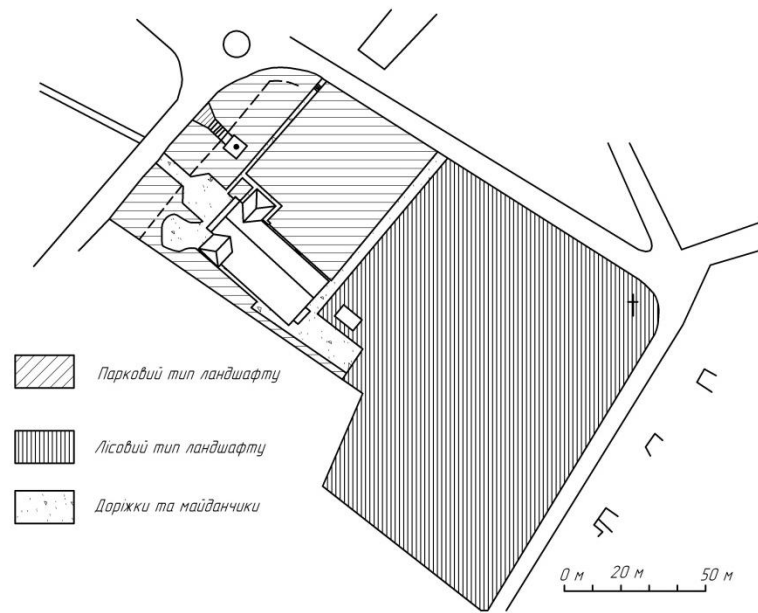 Парковий тип ландшафту
Лісовий тип ландшафту
Доріжки та майданчики
0 м 20 м 50 м